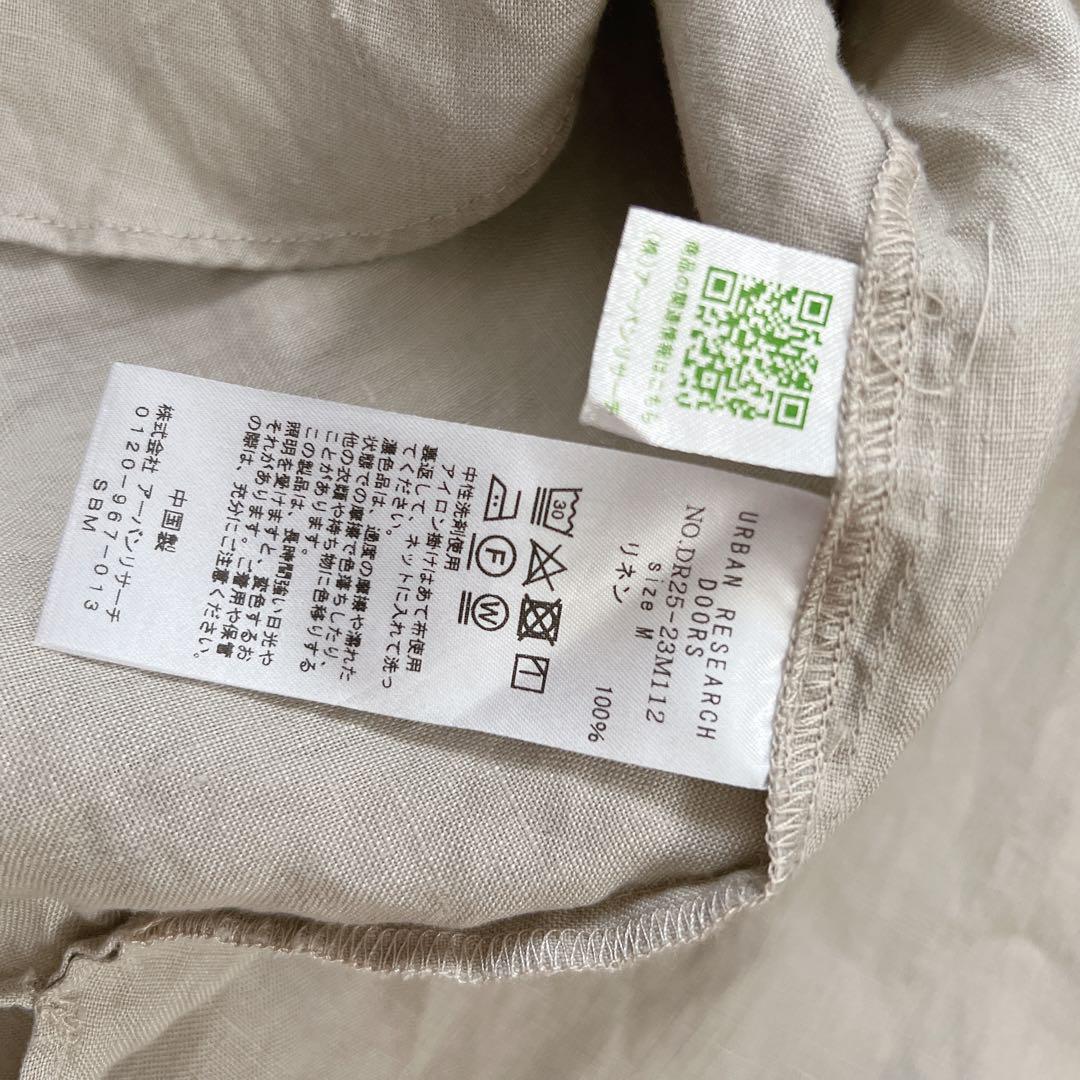 URBAN RESEARCH
DOORS
NO.DR25-23M112
size M
リネン 100%
30
F W
中性洗剤使用
アイロン掛けはあて布使用
裏返して、ネットに入れて洗っ
てください。
濃色品は、過度の摩擦や濡れた
状態での摩擦で色落ちしたり、
他の衣類や持ち物に色移りする
ことがあります。
この製品は、長時間強い日光や
照明を受けますと、変色するお
それがあります。ご着用や保管
の際は、充分にご注意ください。
中国製
株式会社 アーバンリサーチ
0120-967-013
SBM
商品の関連情報はこちら
(株)アーバンリサーチ